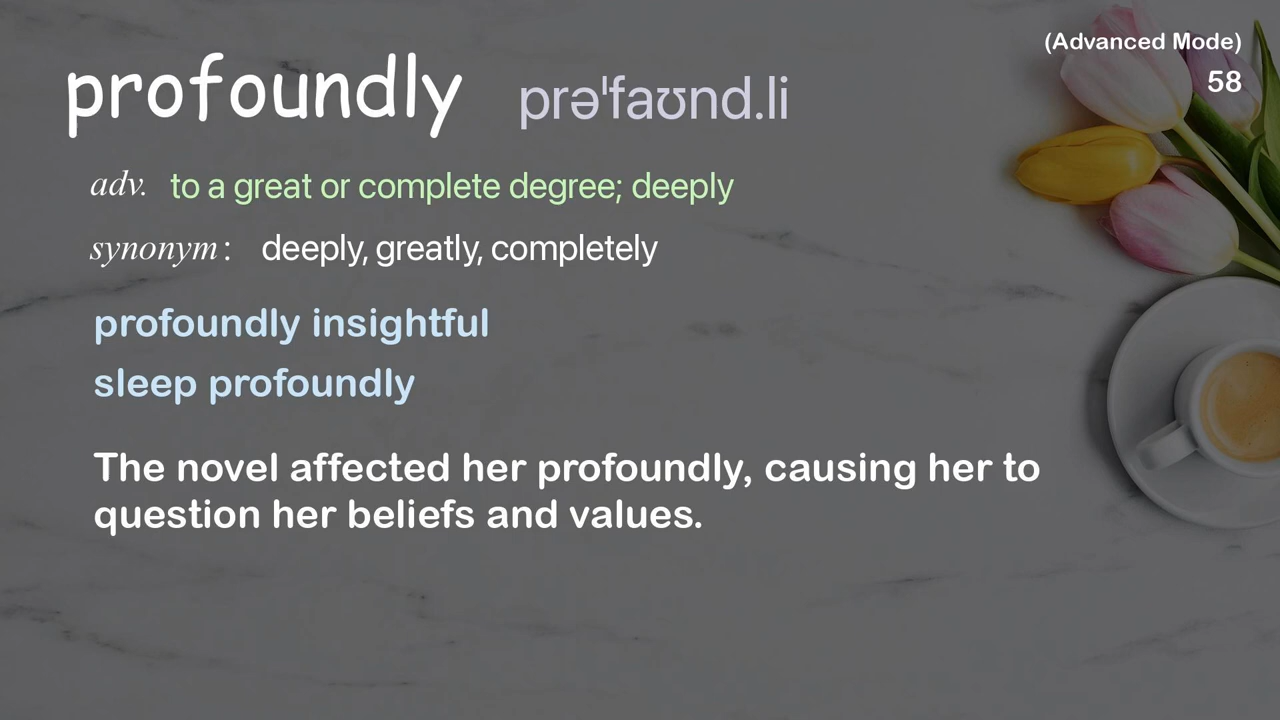 (Advanced Mode)
58
profoundly prəˈfaʊnd.li
adv. to a great or complete degree; deeply
synonym: deeply, greatly, completely
profoundly insightful
sleep profoundly
The novel affected her profoundly, causing her to
question her beliefs and values.